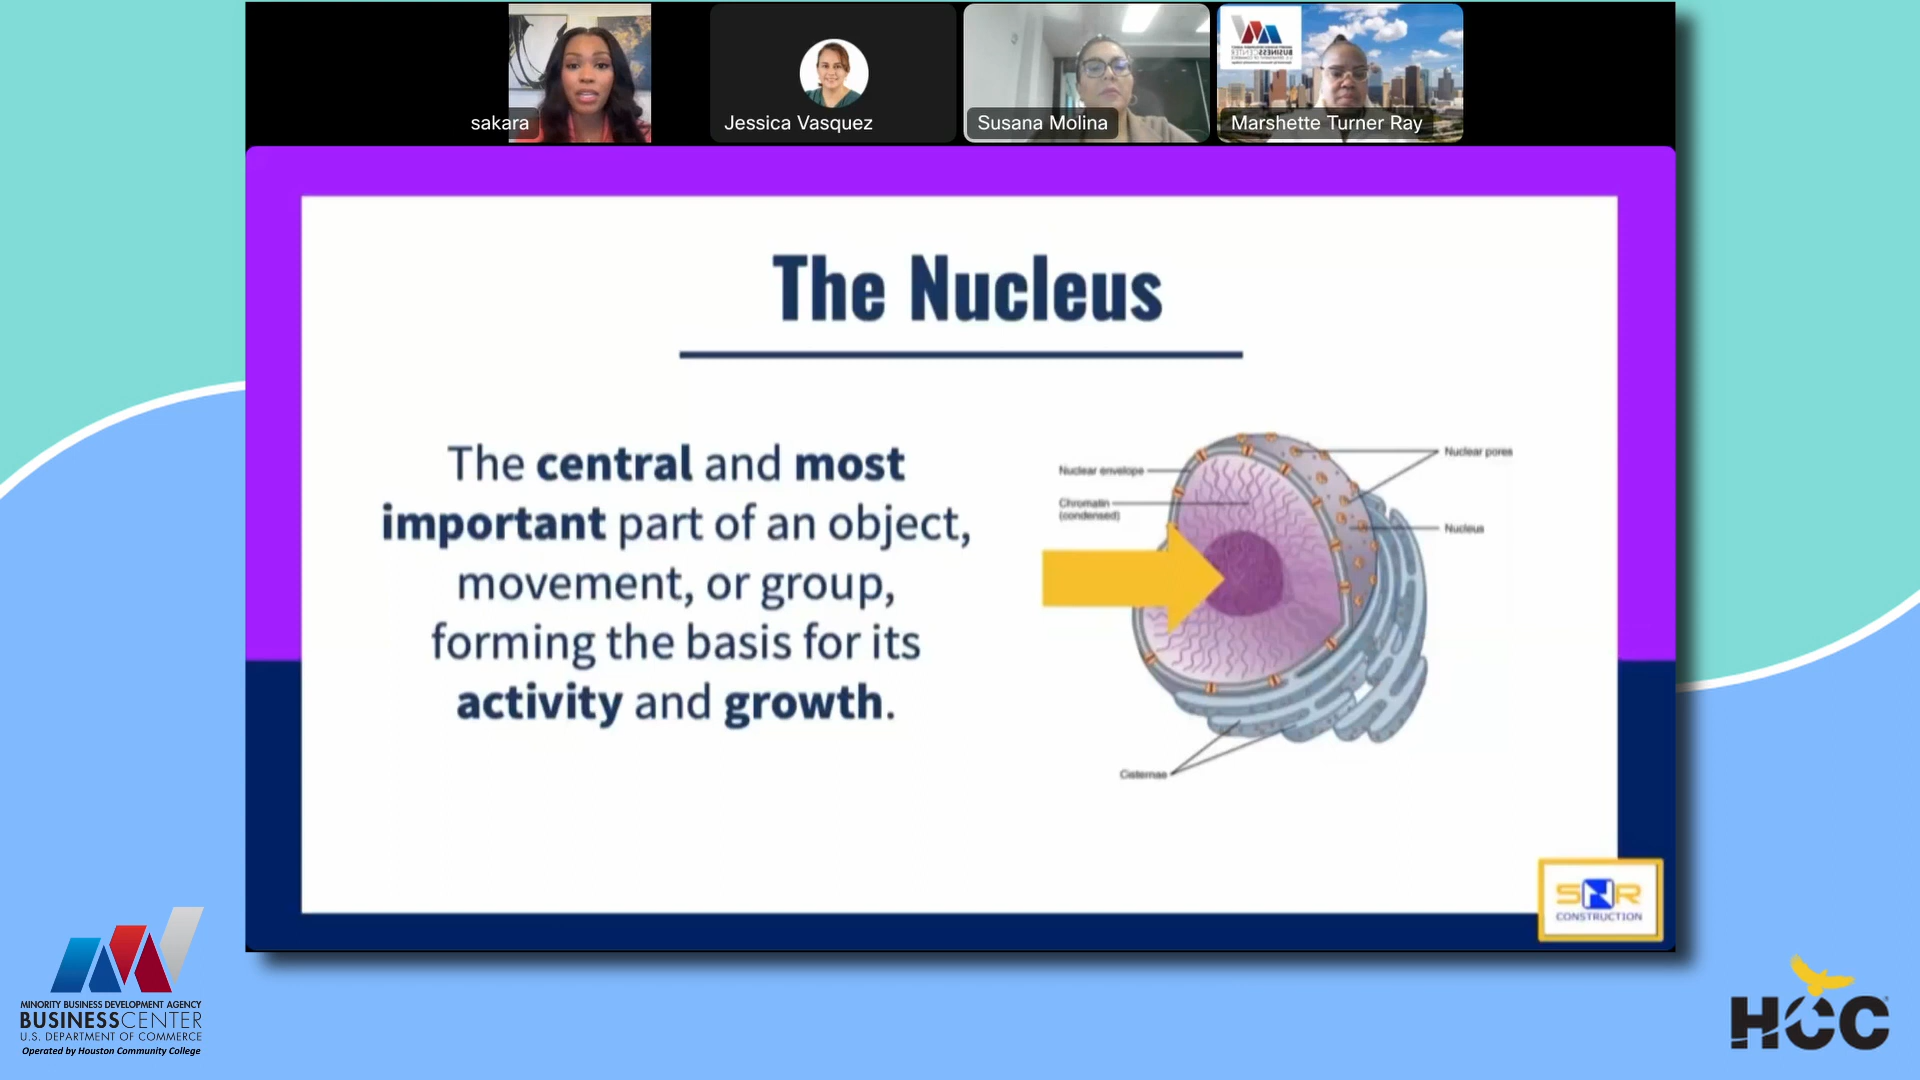 sakara
Jessica Vasquez
Susana Molina
Marshette Turner Ray
The Nucleus
The central and most
important part of an object,
movement, or group,
forming the basis for its
activity and growth.
Nuclear envelope
Chromatin
(condensed)
Nuclear pores
Nucleus
Cisternae
SNR
CONSTRUCTION
MINORITY BUSINESS DEVELOPMENT AGENCY
BUSINESSCENTER
U.S. DEPARTMENT OF COMMERCE
Operated by Houston Community College
HCC